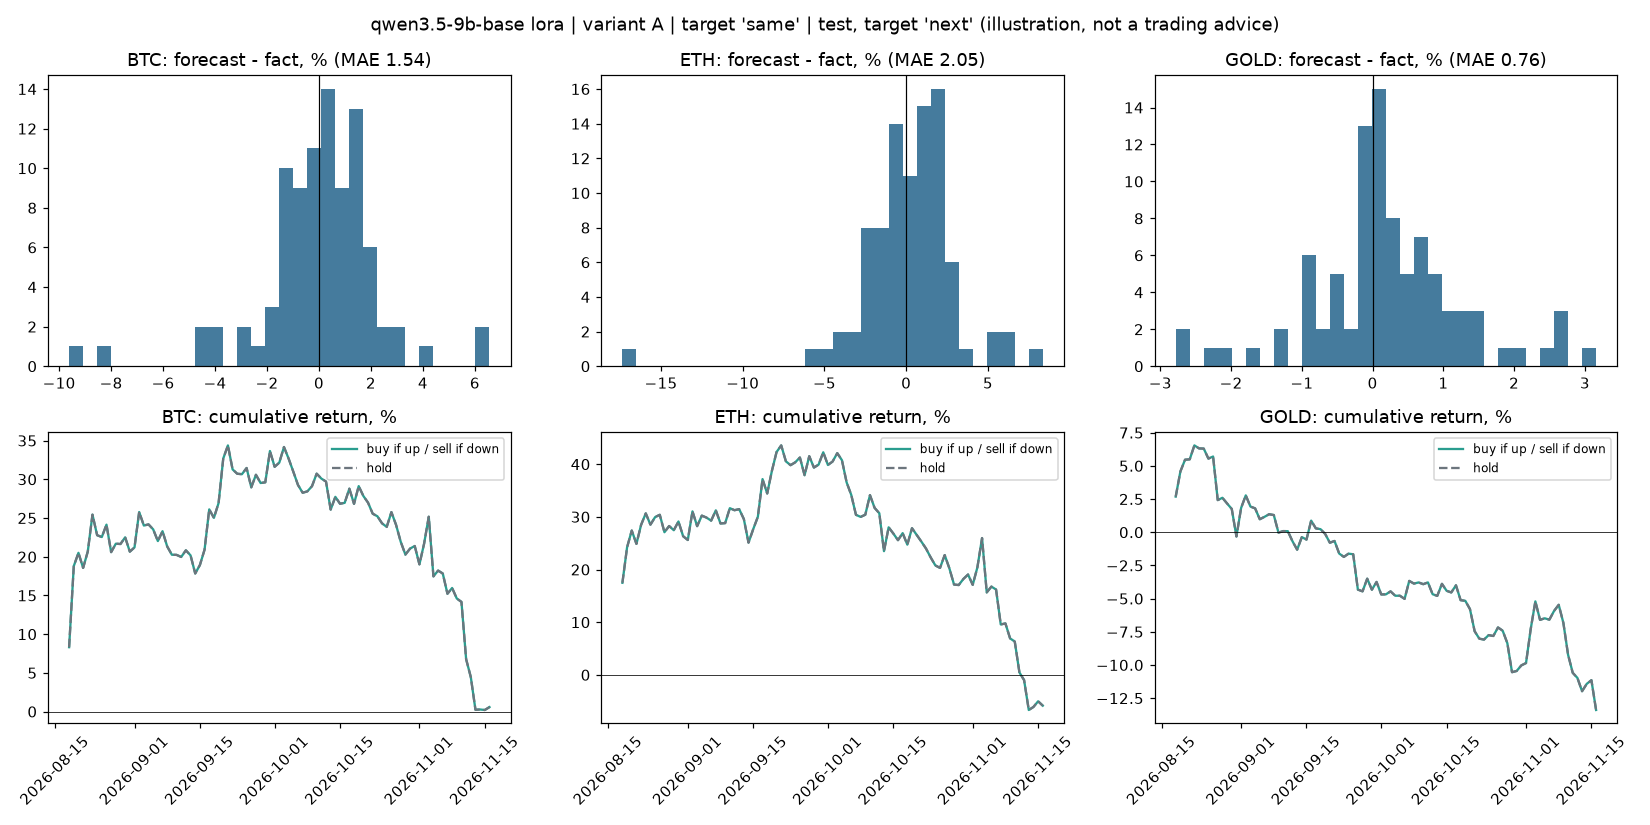 qwen3.5-9b-base lora | variant A | target 'same' | test, target 'next' (illustration, not a trading advice)
BTC: forecast - fact, % (MAE 1.54)
ETH: forecast - fact, % (MAE 2.05)
GOLD: forecast - fact, % (MAE 0.76)
14
12
10
8
6
4
2
0
−10 −8 −6 −4 −2 0 2 4 6
16
14
12
10
8
6
4
2
0
−15 −10 −5 0 5
14
12
10
8
6
4
2
0
−3 −2 −1 0 1 2 3
BTC: cumulative return, %
35
30
25
20
15
10
5
0
buy if up / sell if down
hold
2026-08-15 2026-09-01 2026-09-15 2026-10-01 2026-10-15 2026-11-01 2026-11-15
ETH: cumulative return, %
40
30
20
10
0
buy if up / sell if down
hold
2026-08-15 2026-09-01 2026-09-15 2026-10-01 2026-10-15 2026-11-01 2026-11-15
GOLD: cumulative return, %
7.5
5.0
2.5
0.0
−2.5
−5.0
−7.5
−10.0
−12.5
buy if up / sell if down
hold
2026-08-15 2026-09-01 2026-09-15 2026-10-01 2026-10-15 2026-11-01 2026-11-15